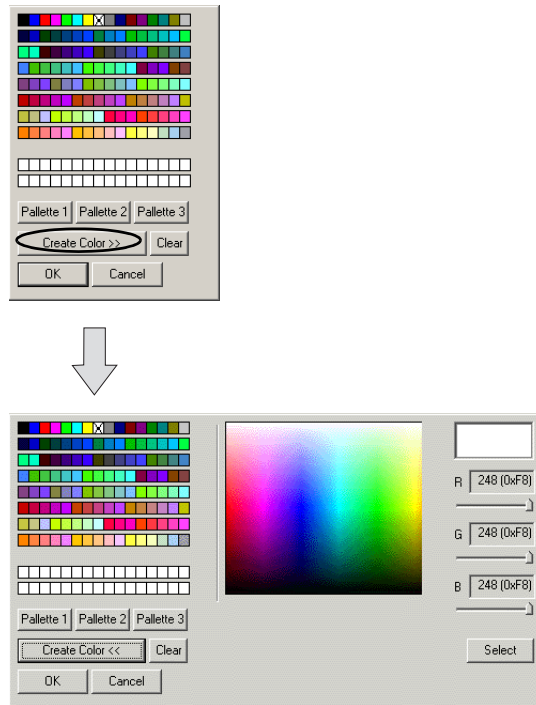 Pallette 1 Pallette 2 Pallette 3
Create Color >> Clear
OK Cancel
R 248 (0xF8)
G 248 (0xF8)
B 248 (0xF8)
Pallette 1 Pallette 2 Pallette 3
Create Color << Clear Select
OK Cancel